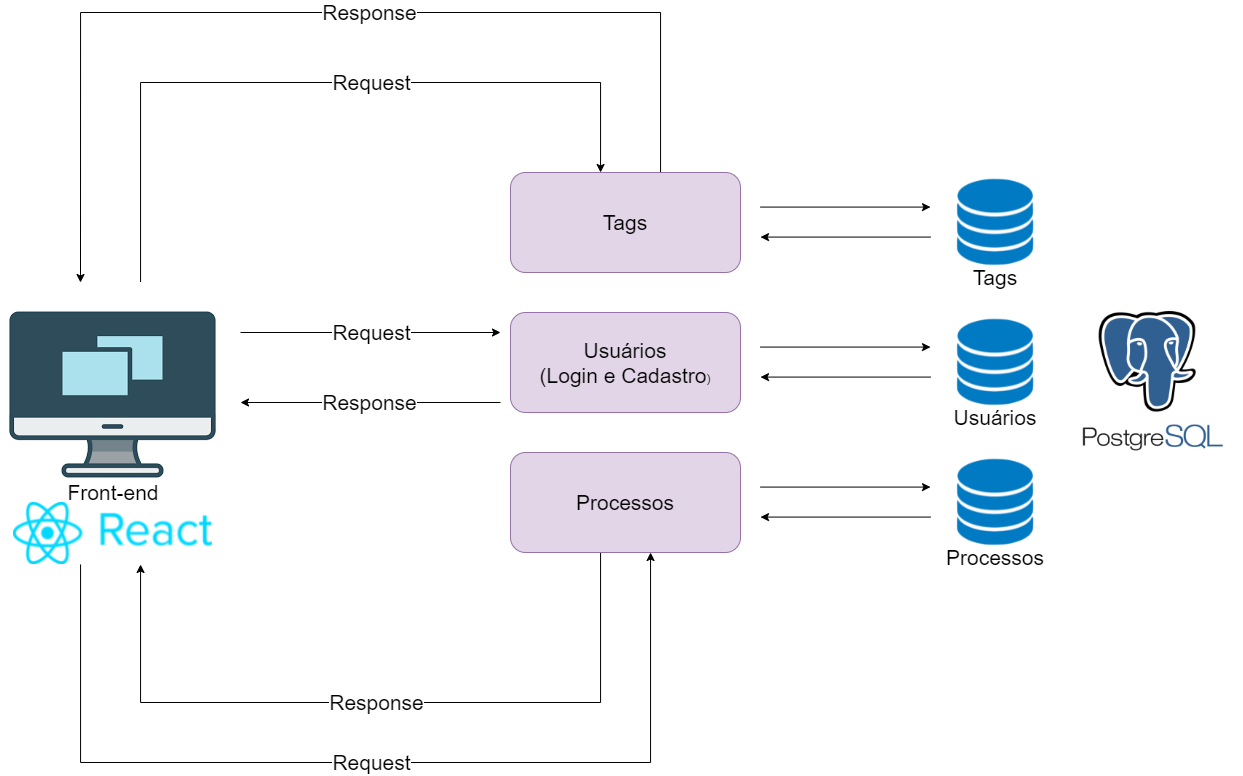 Response
Request
Tags
Tags
Request
Usuários
(Login e Cadastro)
Response
Usuários
PostgreSQL
Front-end
React
Processos
Processos
Response
Request